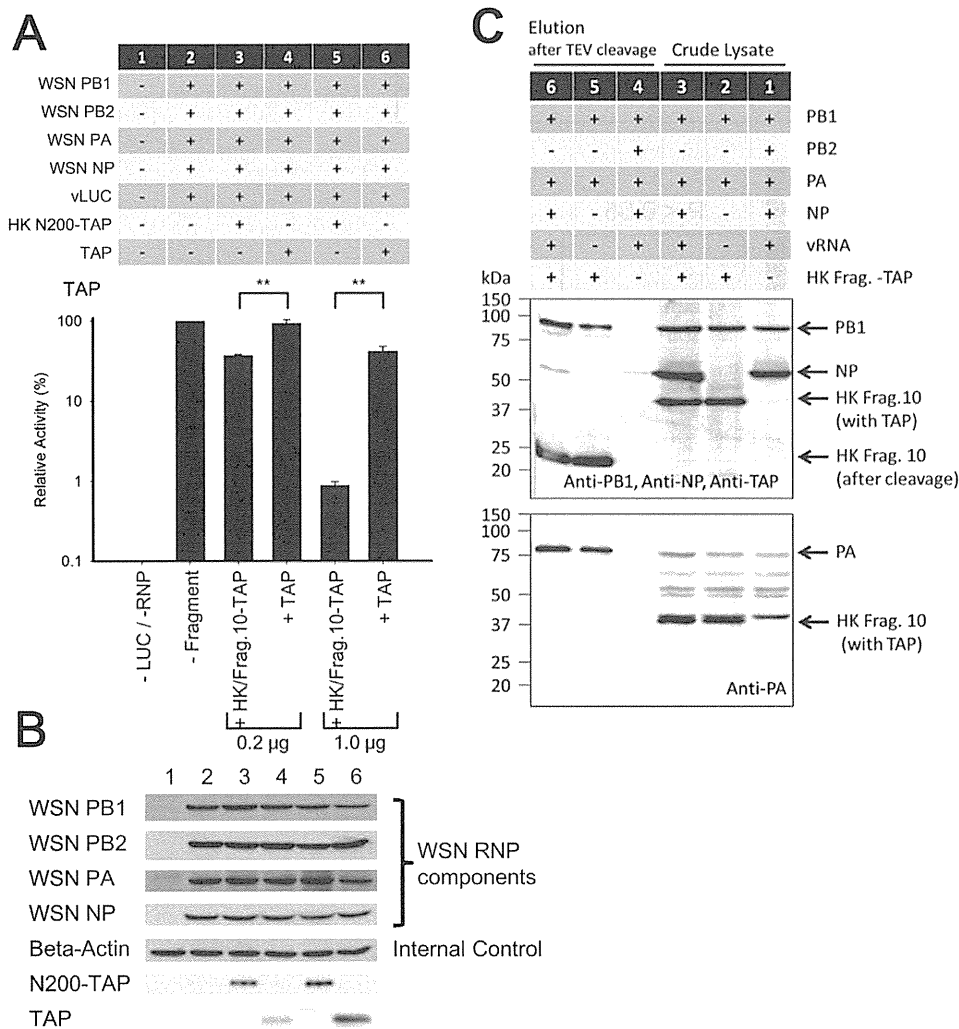 A
1 2 3 4 5 6
WSN PB1 - + + + + +
WSN PB2 - + + + + +
WSN PA - + + + + +
WSN NP - + + + + +
vLUC - + + + + +
HK N200-TAP - - + - + -
TAP - - - + - +
TAP
** **
Relative Activity (%)
100
10
1
0.1
- LUC / -RNP
- Fragment
+ HK/Frag.10-TAP
+ TAP
+ HK/Frag.10-TAP
+ TAP
0.2 µg 1.0 µg
B
1 2 3 4 5 6
WSN PB1
WSN PB2
WSN PA
WSN NP
WSN RNP
components
Beta-Actin Internal Control
N200-TAP
TAP
C
Elution
after TEV cleavage Crude Lysate
6 5 4 3 2 1
+ + + + + + PB1
- - + - - + PB2
+ + + + + + PA
+ - + + - + NP
+ - + + - + vRNA
+ + - + + - HK Frag. -TAP
kDa
150
100
75
50
37
25
20
PB1
NP
HK Frag.10
(with TAP)
HK Frag. 10
(after cleavage)
Anti-PB1, Anti-NP, Anti-TAP
150
100
75
50
37
25
20
PA
HK Frag. 10
(with TAP)
Anti-PA